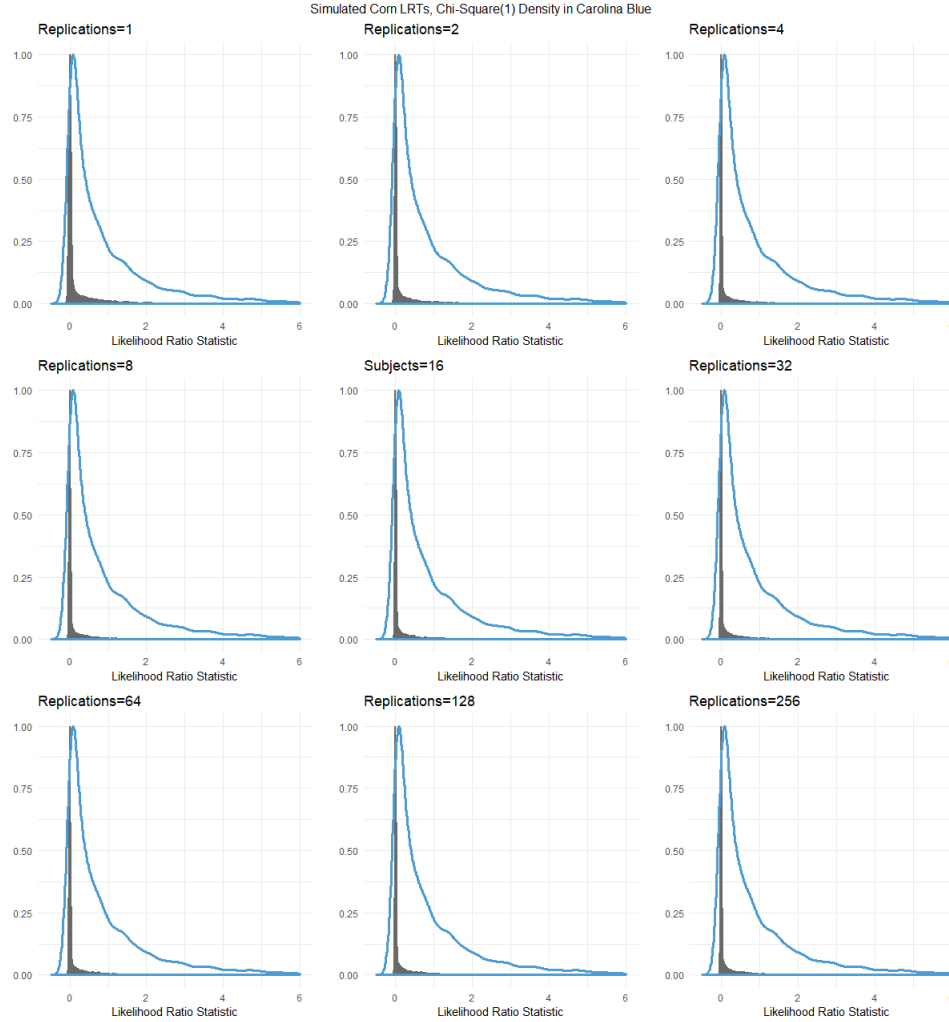 Simulated Corn LRTs, Chi-Square(1) Density in Carolina Blue
Replications=1
1.00
0.75
0.50
0.25
0.00
0 2 4 6
Likelihood Ratio Statistic
Replications=2
1.00
0.75
0.50
0.25
0.00
0 2 4 6
Likelihood Ratio Statistic
Replications=4
1.00
0.75
0.50
0.25
0.00
0 2 4
Likelihood Ratio Statistic
Replications=8
1.00
0.75
0.50
0.25
0.00
0 2 4 6
Likelihood Ratio Statistic
Subjects=16
1.00
0.75
0.50
0.25
0.00
0 2 4 6
Likelihood Ratio Statistic
Replications=32
1.00
0.75
0.50
0.25
0.00
0 2 4
Likelihood Ratio Statistic
Replications=64
1.00
0.75
0.50
0.25
0.00
0 2 4 6
Likelihood Ratio Statistic
Replications=128
1.00
0.75
0.50
0.25
0.00
0 2 4 6
Likelihood Ratio Statistic
Replications=256
1.00
0.75
0.50
0.25
0.00
0 2 4
Likelihood Ratio Statistic